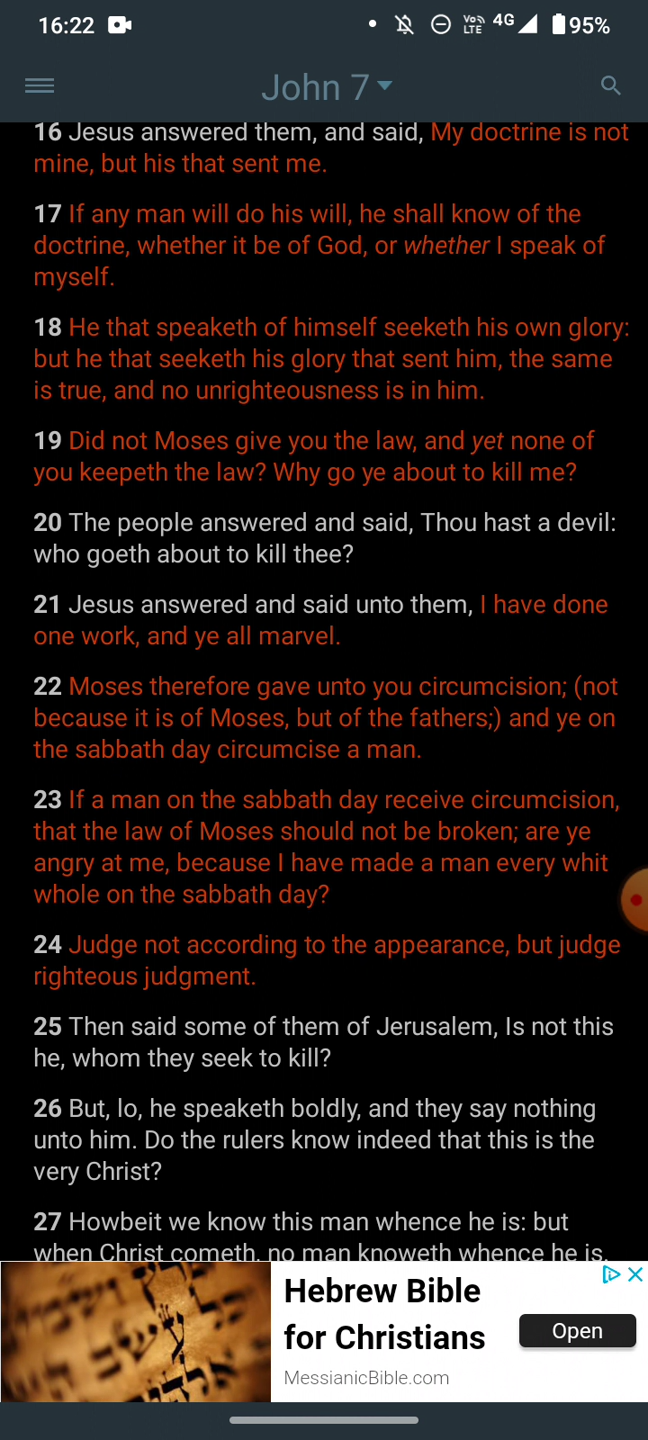 16:22
VoLTE 4G 95%
John 7
16 Jesus answered them, and said, My doctrine is not
mine, but his that sent me.
17 If any man will do his will, he shall know of the
doctrine, whether it be of God, or whether I speak of
myself.
18 He that speaketh of himself seeketh his own glory:
but he that seeketh his glory that sent him, the same
is true, and no unrighteousness is in him.
19 Did not Moses give you the law, and yet none of
you keepeth the law? Why go ye about to kill me?
20 The people answered and said, Thou hast a devil:
who goeth about to kill thee?
21 Jesus answered and said unto them, I have done
one work, and ye all marvel.
22 Moses therefore gave unto you circumcision; (not
because it is of Moses, but of the fathers;) and ye on
the sabbath day circumcise a man.
23 If a man on the sabbath day receive circumcision,
that the law of Moses should not be broken; are ye
angry at me, because I have made a man every whit
whole on the sabbath day?
24 Judge not according to the appearance, but judge
righteous judgment.
25 Then said some of them of Jerusalem, Is not this
he, whom they seek to kill?
26 But, lo, he speaketh boldly, and they say nothing
unto him. Do the rulers know indeed that this is the
very Christ?
27 Howbeit we know this man whence he is: but
when Christ cometh, no man knoweth whence he is.
Hebrew Bible
for Christians
Open
MessianicBible.com